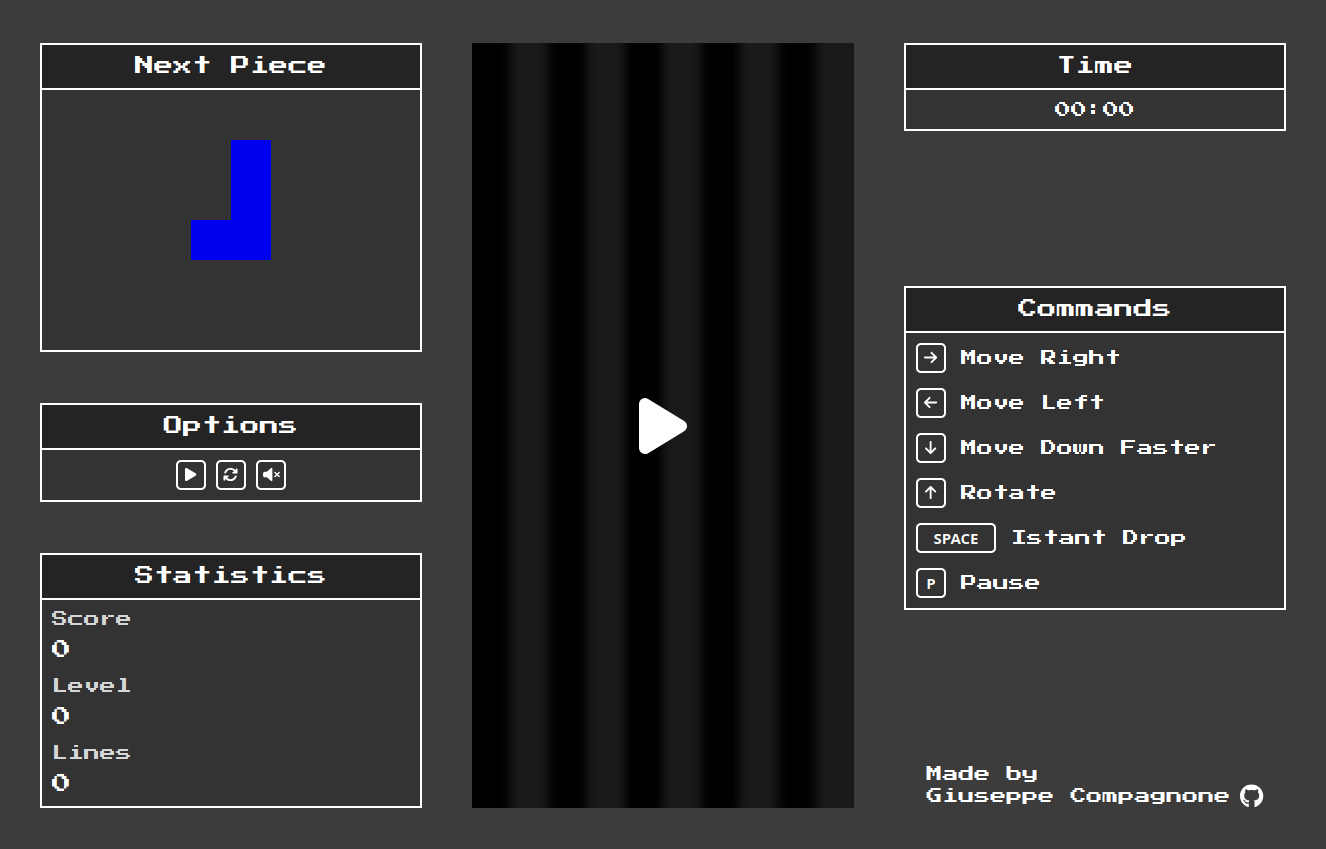 Next Piece
Options
Statistics
Score
0
Level
0
Lines
0
Time
00:00
Commands
Move Right
Move Left
Move Down Faster
Rotate
SPACE Istant Drop
P Pause
Made by
Giuseppe Compagnone